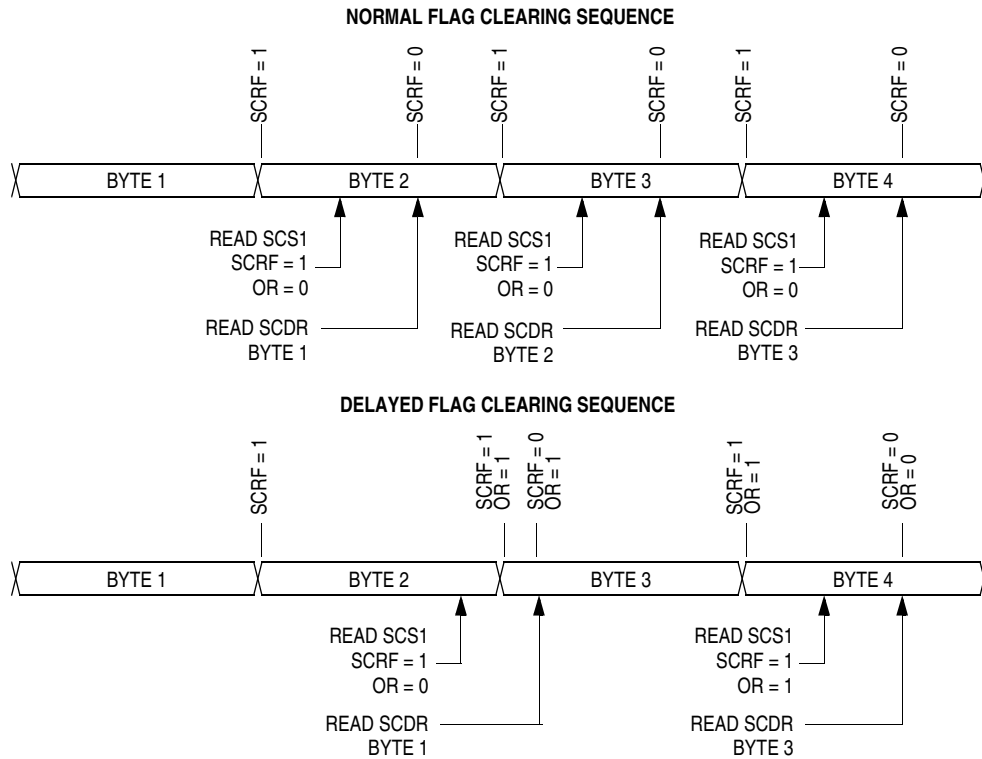 NORMAL FLAG CLEARING SEQUENCE
SCRF = 1
SCRF = 0
SCRF = 1
SCRF = 0
SCRF = 1
SCRF = 0
BYTE 1
BYTE 2
BYTE 3
BYTE 4
READ SCS1
SCRF = 1
OR = 0
READ SCDR
BYTE 1
READ SCS1
SCRF = 1
OR = 0
READ SCDR
BYTE 2
READ SCS1
SCRF = 1
OR = 0
READ SCDR
BYTE 3
DELAYED FLAG CLEARING SEQUENCE
SCRF = 1
SCRF = 1
OR = 1
SCRF = 0
OR = 1
SCRF = 1
OR = 1
SCRF = 0
OR = 0
BYTE 1
BYTE 2
BYTE 3
BYTE 4
READ SCS1
SCRF = 1
OR = 0
READ SCDR
BYTE 1
READ SCS1
SCRF = 1
OR = 1
READ SCDR
BYTE 3